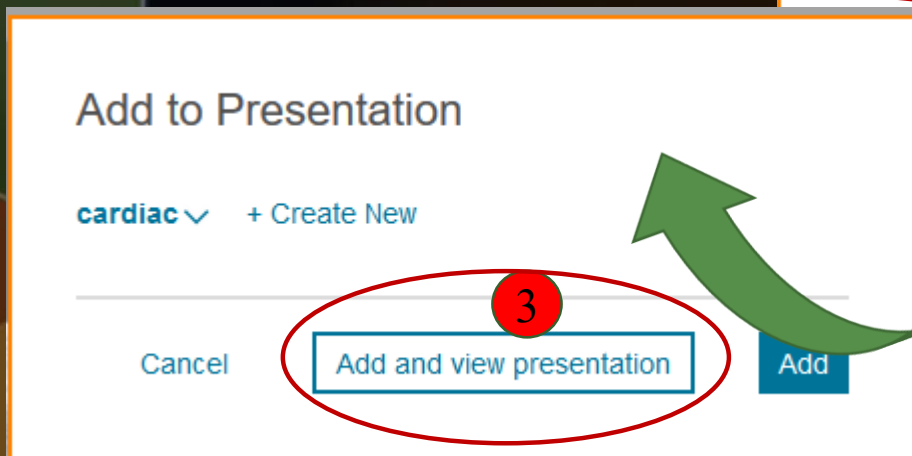 Add to Presentation
cardiac + Create New
3
Cancel Add and view presentation Add